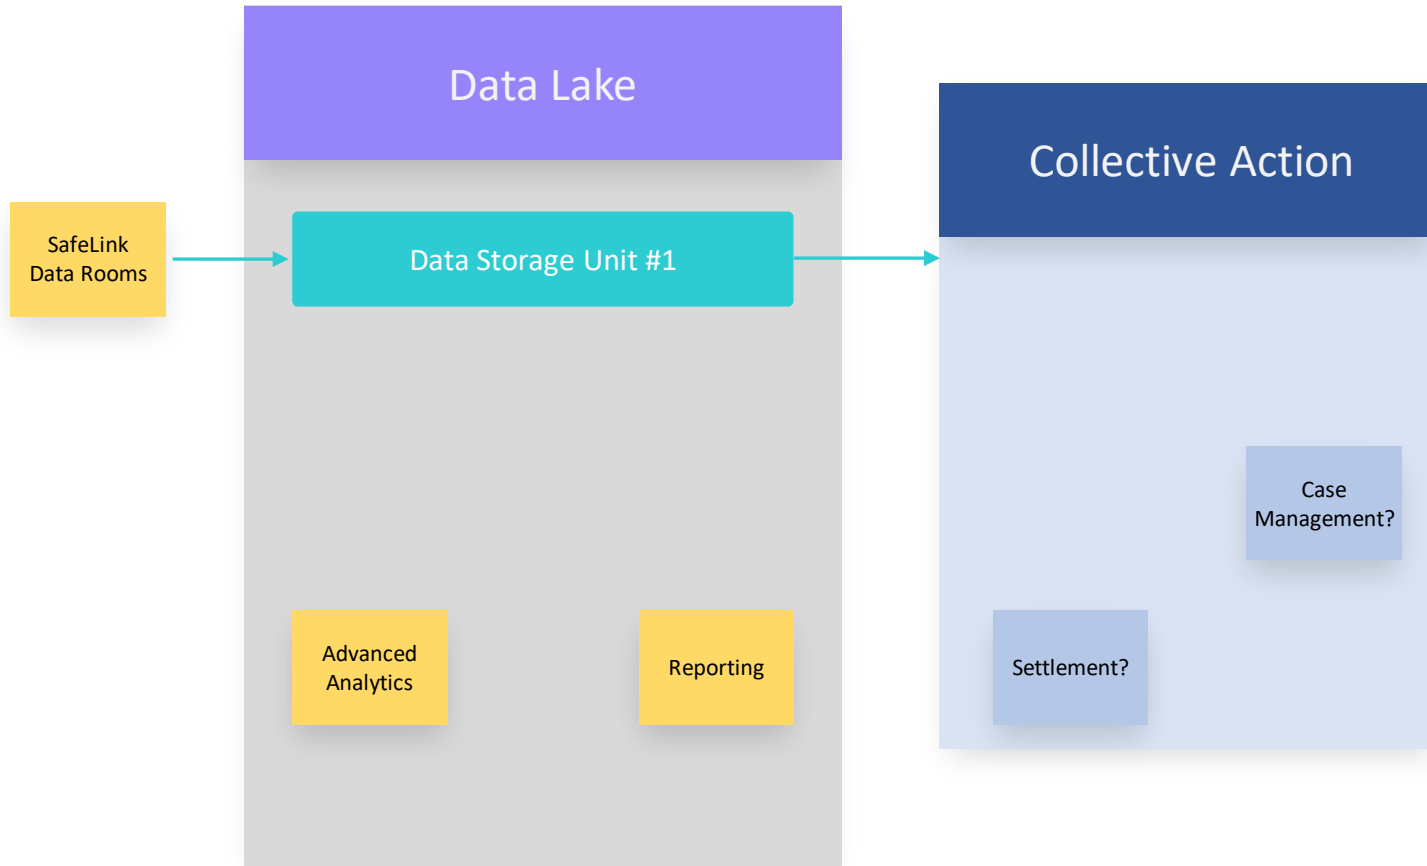 Data Lake
Collective Action
SafeLink
Data Rooms
Data Storage Unit #1
Case
Management?
Advanced
Analytics
Reporting
Settlement?